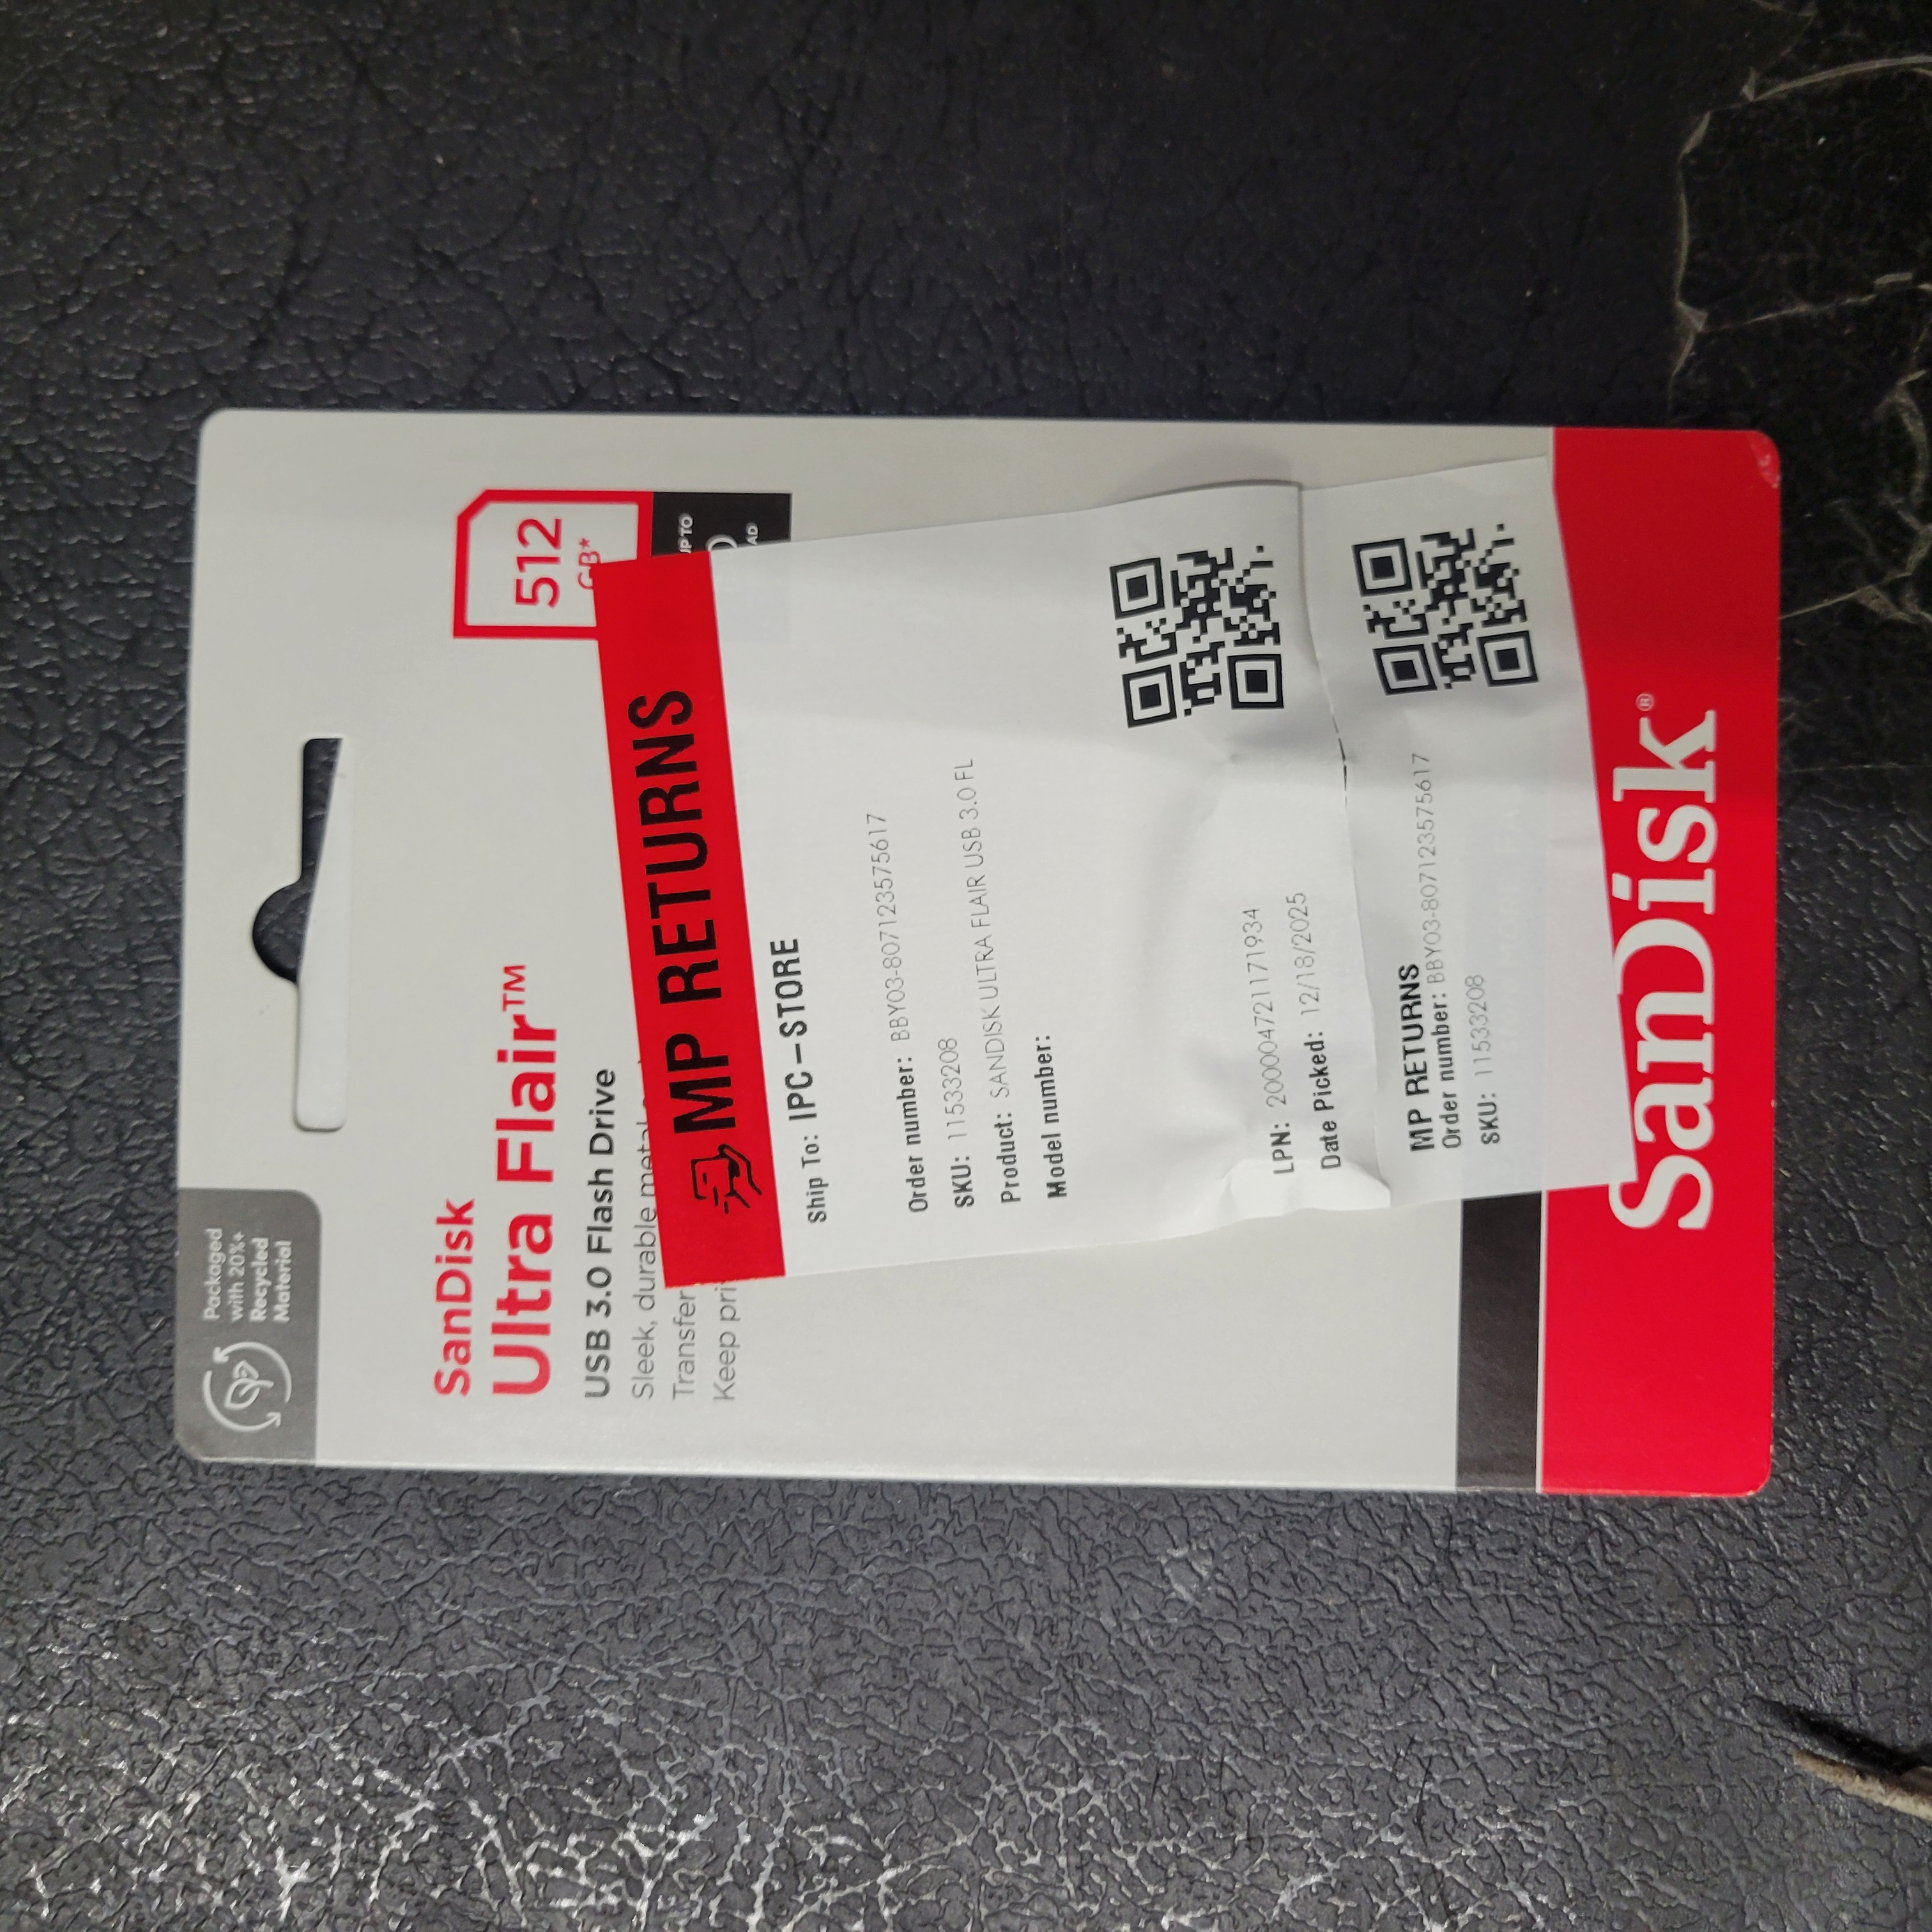 Packaged
with 20%+
Recycled
Material
SanDisk
Ultra Flair™
USB 3.0 Flash Drive
Sleek, durable metal
Transfer
Keep
512
GB*
UP TO
MP RETURNS
Ship To: IPC-STORE
Order number: BBY03-807123575617
SKU: 11533208
Product: SANDISK ULTRA FLAIR USB 3.0 FL
Model number:
LPN: 200004721171934
Date Picked: 12/18/2025
MP RETURNS
Order number: BBY03-807123575617
SKU: 11533208
SanDisk®